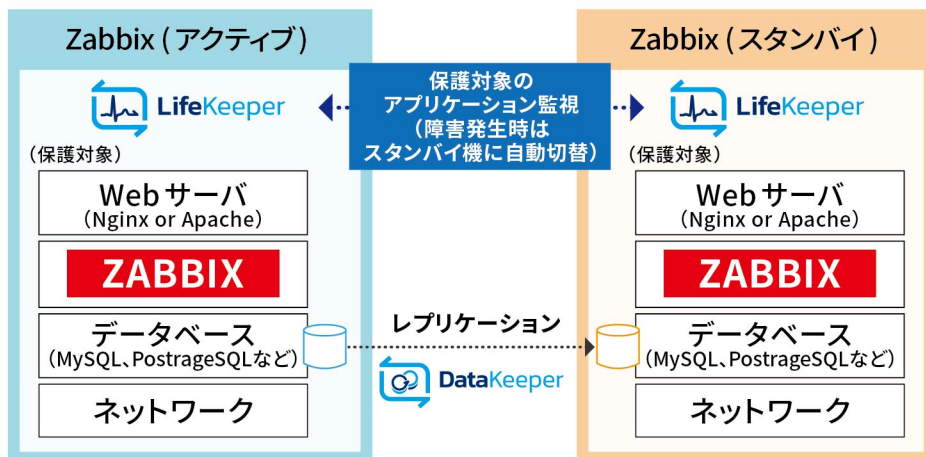 Zabbix（アクティブ）
LifeKeeper
（保護対象）
Web サーバ
（Nginx or Apache）
ZABBIX
データベース
（MySQL、PostrageSQLなど）
ネットワーク
保護対象の
アプリケーション監視
（障害発生時は
スタンバイ機に自動切替）
レプリケーション
DataKeeper
Zabbix（スタンバイ）
LifeKeeper
（保護対象）
Web サーバ
（Nginx or Apache）
ZABBIX
データベース
（MySQL、PostrageSQLなど）
ネットワーク